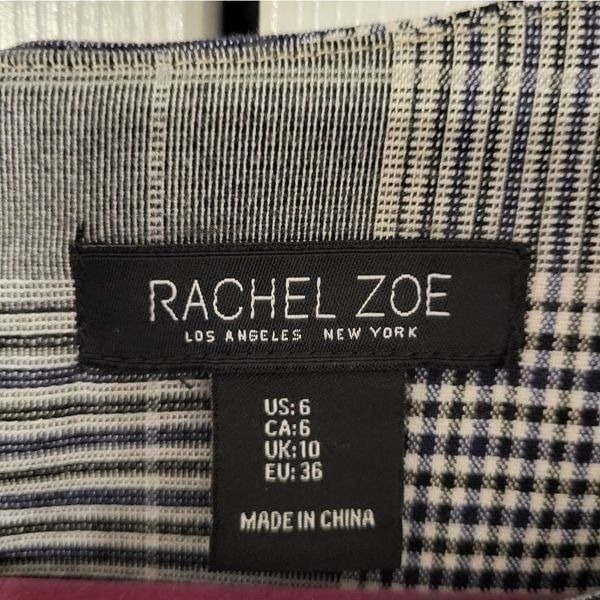 RACHEL ZOE
LOS ANGELES NEW YORK
US: 6
CA: 6
UK: 10
EU: 36
MADE IN CHINA